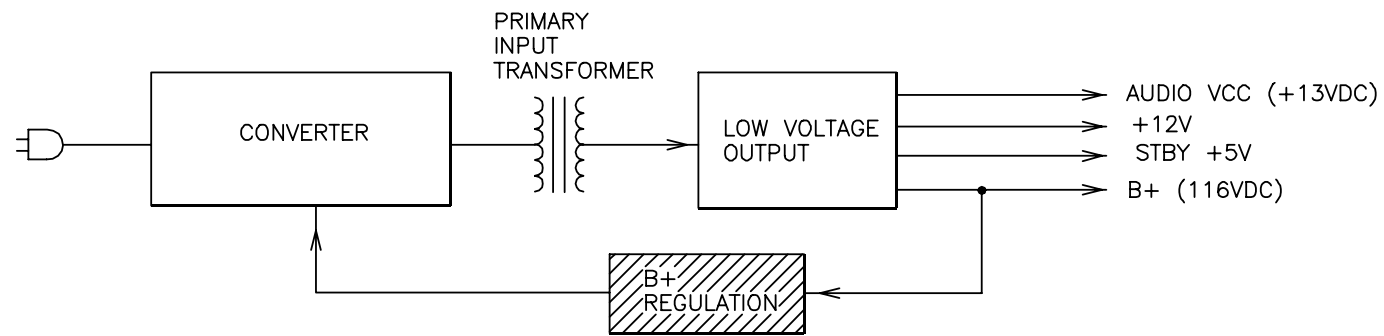 PRIMARY
INPUT
TRANSFORMER
CONVERTER
LOW VOLTAGE
OUTPUT
AUDIO VCC (+13VDC)
+12V
STBY +5V
B+ (116VDC)
B+
REGULATION